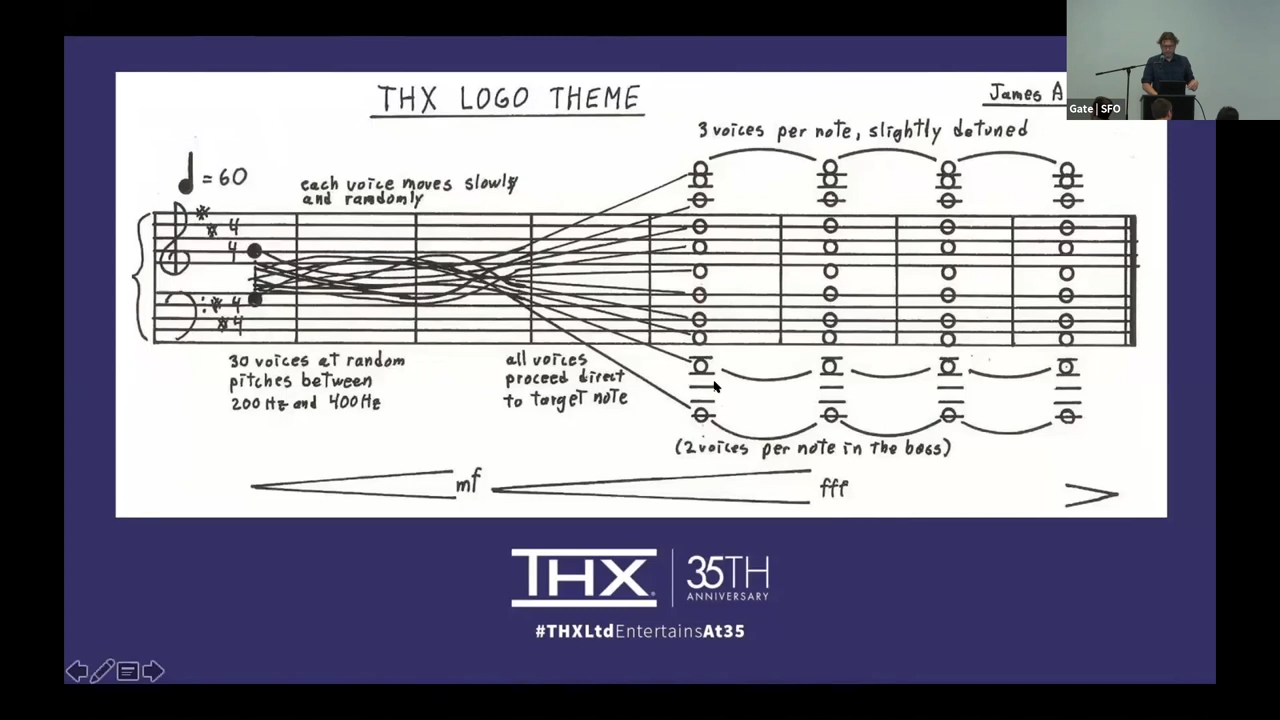 THX LOGO THEME
James A
Gate | SFO
3 voices per note, slightly detuned
♩ = 60
each voice moves slowly
and randomly
4
4
4
4
30 voices at random
pitches between
200 Hz and 400 Hz
all voices
proceed direct
to target note
(2 voices per note in the bass)
mf
fff
THX
35TH
ANNIVERSARY
#THXLtdEntertainsAt35